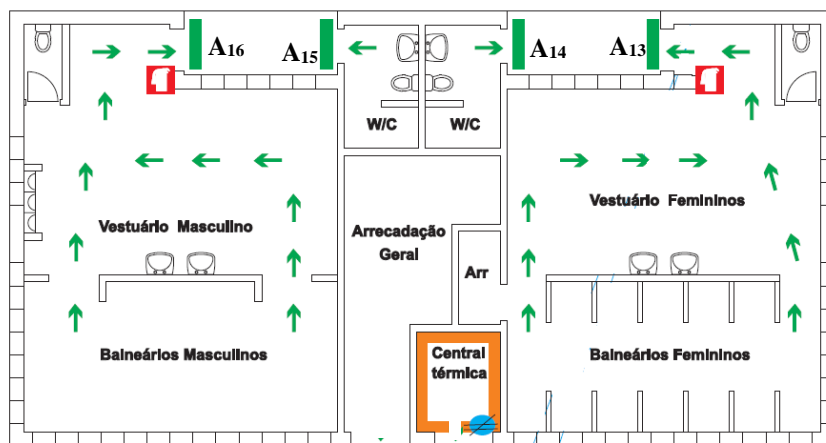 A16
A15
A14
A13
W/C
W/C
Vestuário Masculino
Arrecadação
Geral
Vestuário Femininos
Arr
Balneários Masculinos
Central
térmica
Balneários Femininos